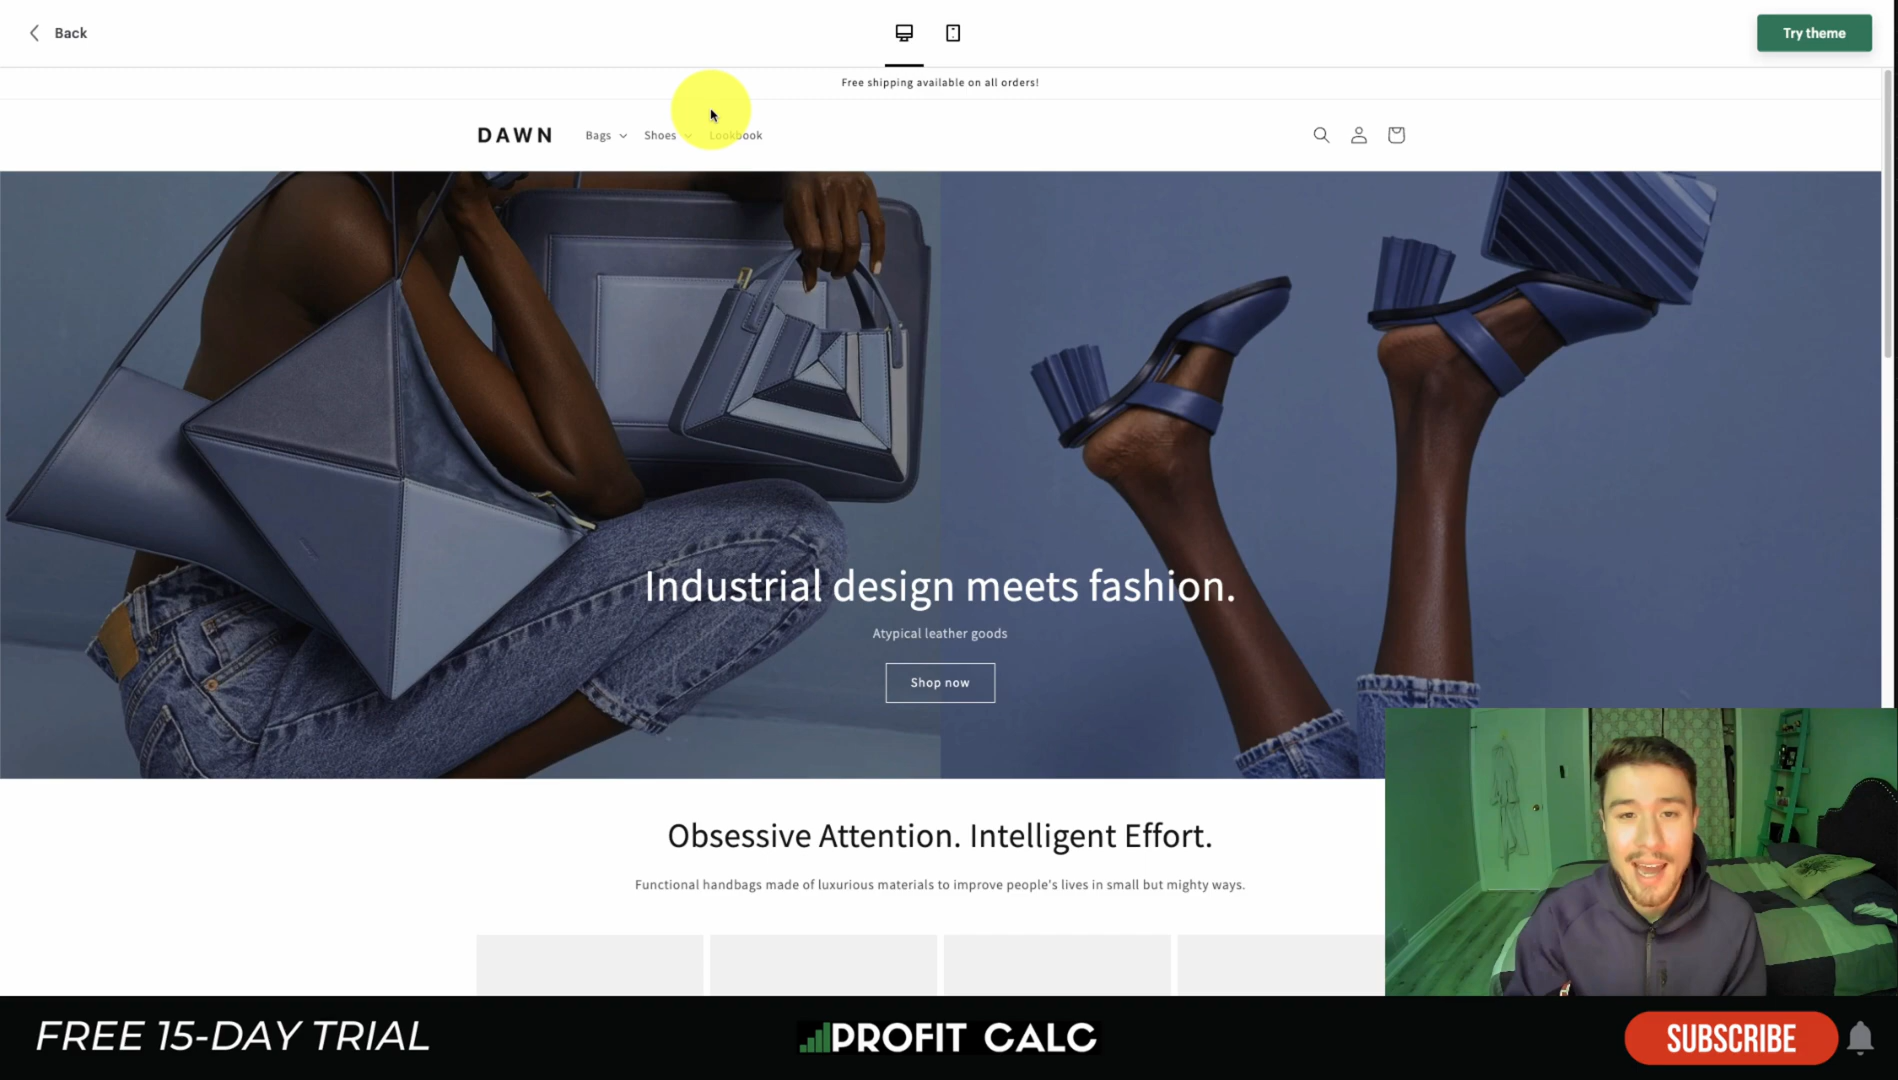 Back
Try theme
Free shipping available on all orders!
DAWN Bags Shoes Lookbook
Industrial design meets fashion.
Atypical leather goods
Shop now
Obsessive Attention. Intelligent Effort.
Functional handbags made of luxurious materials to improve people's lives in small but mighty ways.
FREE 15-DAY TRIAL
PROFIT CALC
SUBSCRIBE